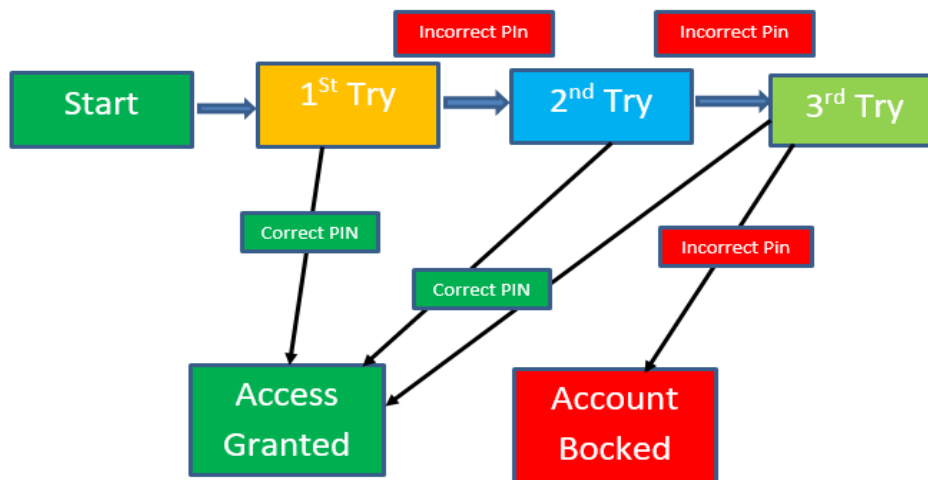 Incorrect Pin
Incorrect Pin
Start
1St Try
2nd Try
3rd Try
Correct PIN
Incorrect Pin
Correct PIN
Access
Granted
Account
Bocked